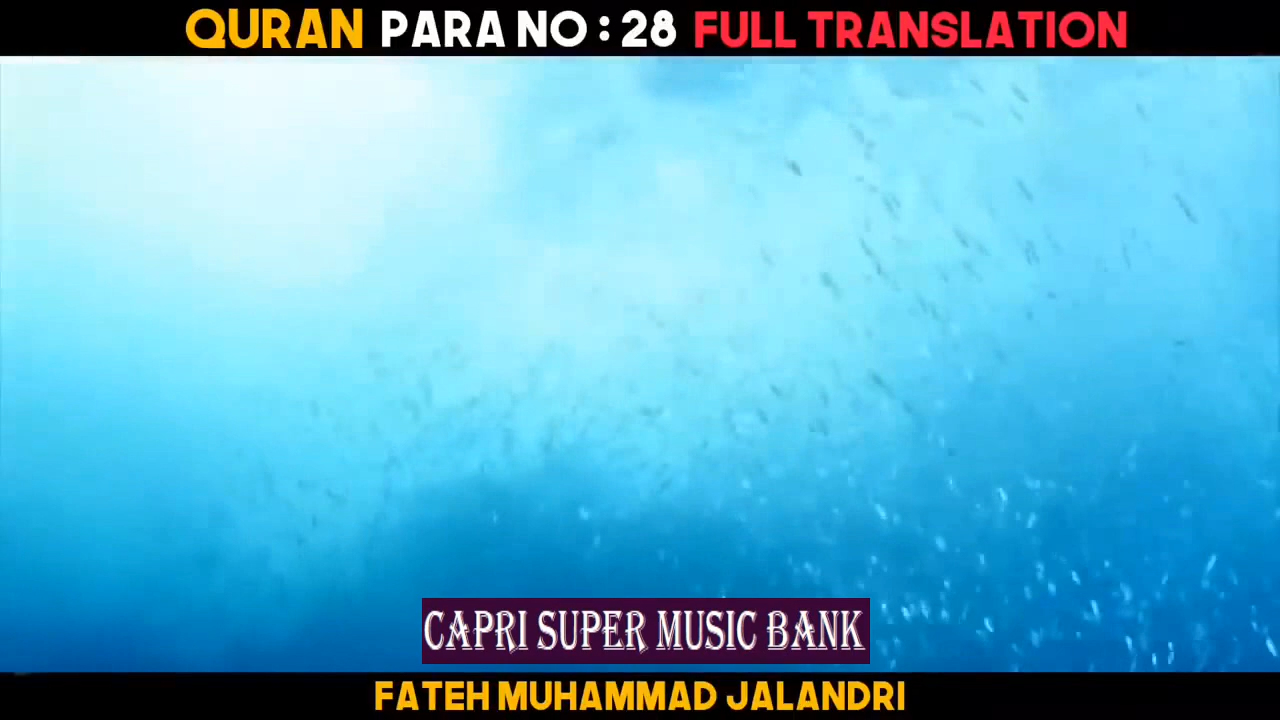 QURAN PARA NO : 28 FULL TRANSLATION
CAPRI SUPER MUSIC BANK
FATEH MUHAMMAD JALANDRI